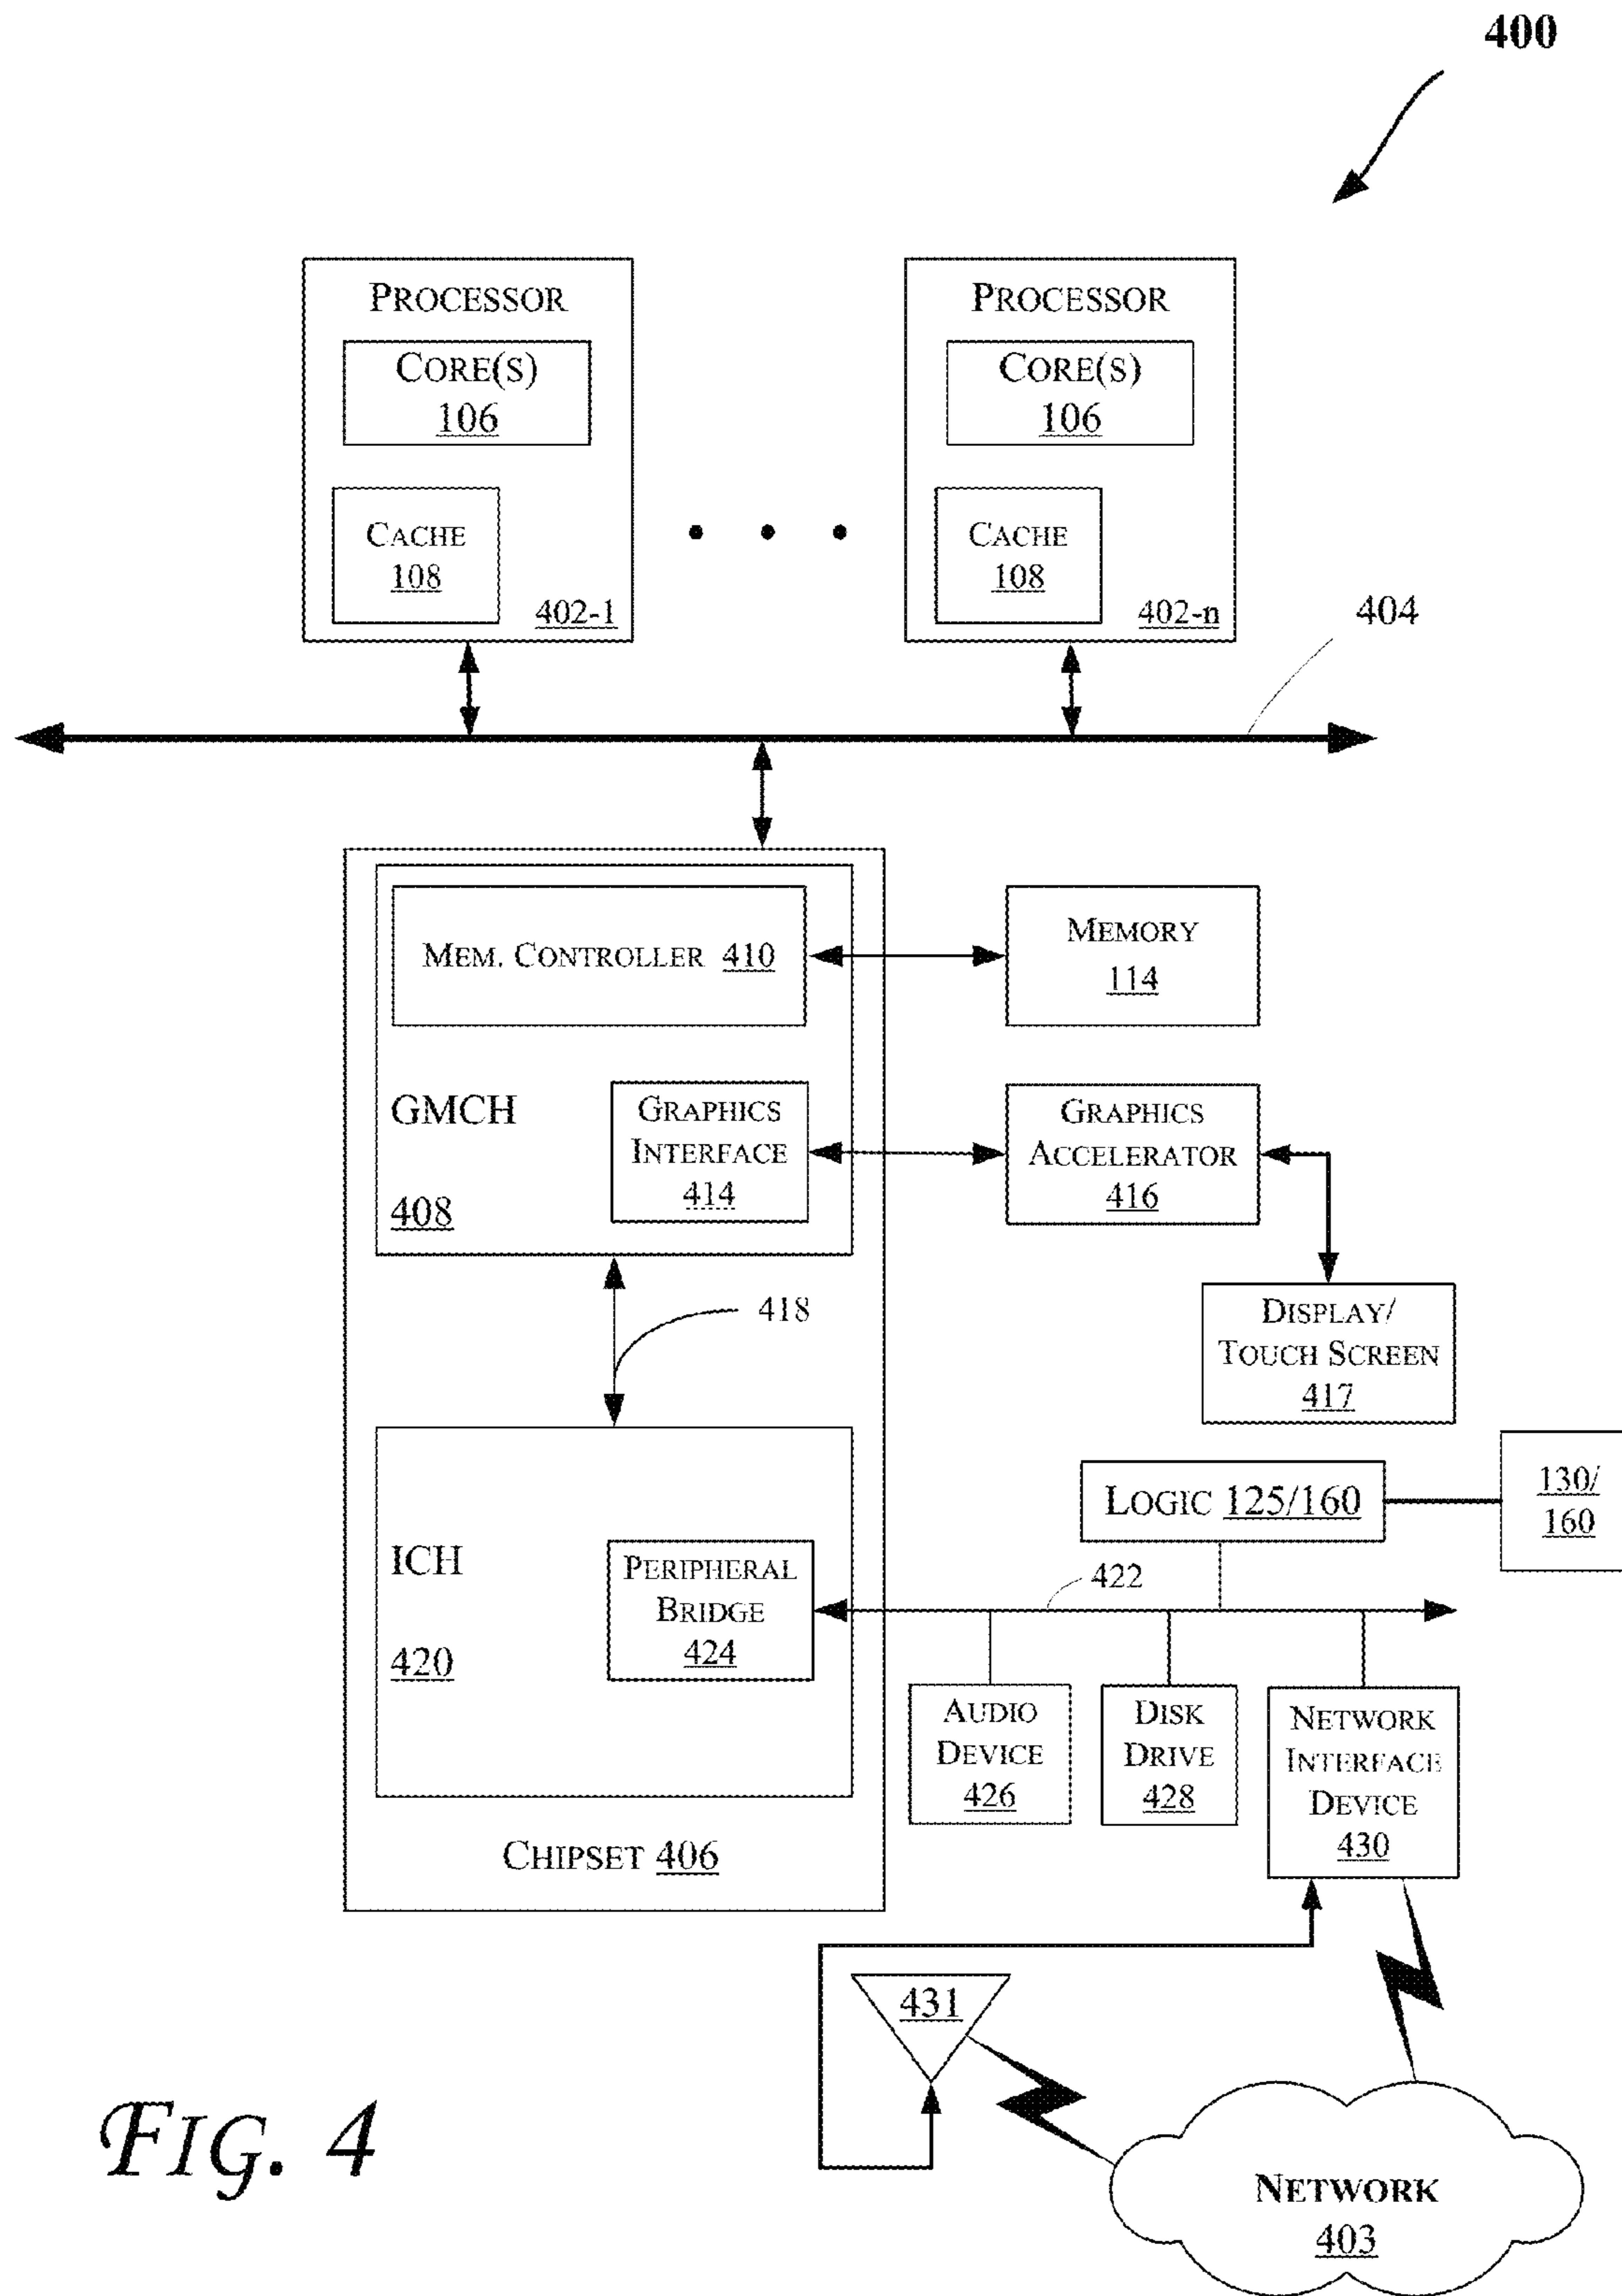 400
PROCESSOR
CORE(S)
106
CACHE
108
402-1
PROCESSOR
CORE(S)
106
CACHE
108
402-n
404
MEM. CONTROLLER 410
MEMORY
114
GMCH
408
GRAPHICS
INTERFACE
414
GRAPHICS
ACCELERATOR
416
418
DISPLAY/
TOUCH SCREEN
417
LOGIC 125/160
130/
160
ICH
420
PERIPHERAL
BRIDGE
424
422
AUDIO
DEVICE
426
DISK
DRIVE
428
NETWORK
INTERFACE
DEVICE
430
CHIPSET 406
431
NETWORK
403
FIG. 4